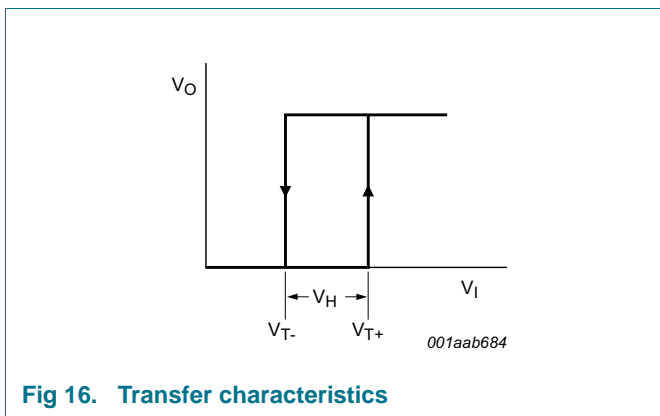 VO
VH
VI
VT- VT+
001aab684
Fig 16. Transfer characteristics